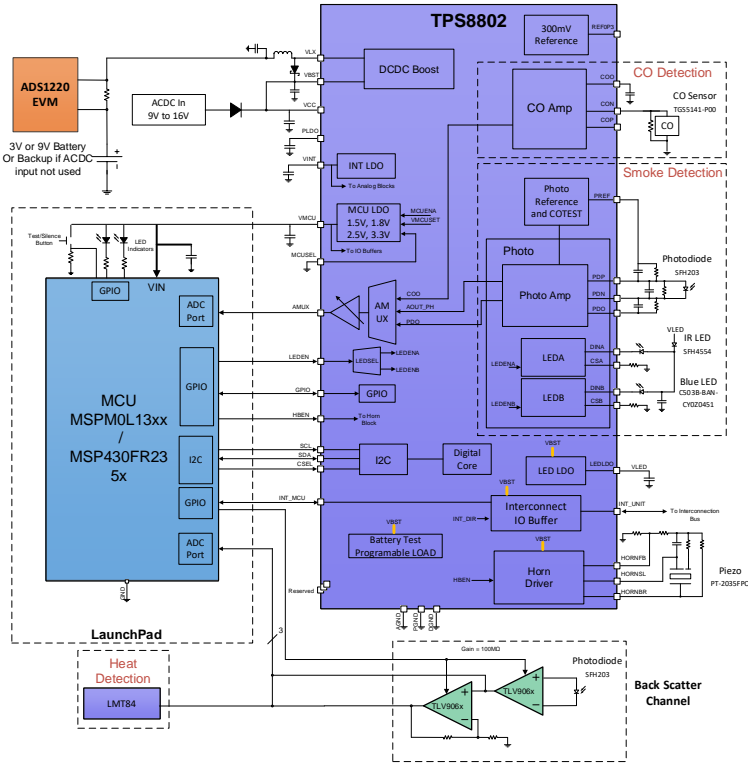 TPS8802
300mV
Reference
REF0P3
VLX
DCDC Boost
VBST
ADS1220
EVM
ACDC In
9V to 16V
VCC
PLDO
3V or 9V Battery
Or Backup if ACDC
input not used
VINT
INT LDO
To Analog Blocks
CO Detection
CO Amp
COO
CON
COP
CO Sensor
TGS5141-P00
CO
Smoke Detection
Photo
Reference
and COTEST
PREF
MCU LDO
1.5V, 1.8V
2.5V, 3.3V
MCUENA
VMCUSET
VMCU
To IO Buffers
MCUSEL
Test/Silence
Button
LED
Indicators
VIN
GPIO
Photo
Photo Amp
PDP
PDN
PDO
Photodiode
SFH203
ADC
Port
AMUX
AM
UX
COO
AOUT_PH
PDO
VLED
LEDEN
LEDSEL
LEDENA
LEDENB
LEDENA
LEDA
DINA
CSA
IR LED
SFH4554
LEDENB
LEDB
DINB
CSB
Blue LED
C503B-BAN-
CY0Z0451
MCU
MSPM0L13xx
/
MSP430FR23
5x
GPIO
GPIO
GPIO
HBEN
To Horn
Block
I2C
SCL
SDA
CSEL
I2C
Digital
Core
VBST
LED LDO
LEDLDO
VLED
GPIO
INT_MCU
VBST
INT_DIR
Interconnect
IO Buffer
INT_UNIT
To Interconnection
Bus
ADC
Port
VBST
Battery Test
Programable LOAD
VBST
HBEN
Horn
Driver
HORNFB
HORNSL
HORNBR
Piezo
PT-2035FPC
Reserved
GND
AGND
PGND
DGND
LaunchPad
3
Heat
Detection
LMT84
Gain = 100MΩ
Photodiode
SFH203
TLV906x
TLV906x
Back Scatter
Channel